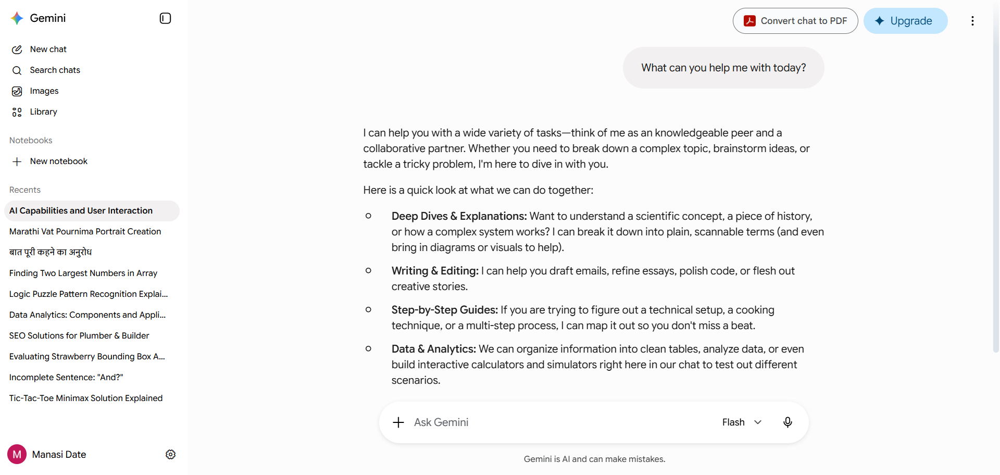 Gemini
New chat
Search chats
Images
Library
Notebooks
New notebook
Recents
AI Capabilities and User Interaction
Marathi Vat Pournima Portrait Creation
बात पूरी कहने का अनुरोध
Finding Two Largest Numbers in Array
Logic Puzzle Pattern Recognition Explai...
Data Analytics: Components and Appli...
SEO Solutions for Plumber & Builder
Evaluating Strawberry Bounding Box A...
Incomplete Sentence: "And?"
Tic-Tac-Toe Minimax Solution Explained
M Manasi Date
Convert chat to PDF
Upgrade
What can you help me with today?
I can help you with a wide variety of tasks—think of me as an knowledgeable peer and a
collaborative partner. Whether you need to break down a complex topic, brainstorm ideas, or
tackle a tricky problem, I'm here to dive in with you.
Here is a quick look at what we can do together:
Deep Dives & Explanations: Want to understand a scientific concept, a piece of history,
or how a complex system works? I can break it down into plain, scannable terms (and even
bring in diagrams or visuals to help).
Writing & Editing: I can help you draft emails, refine essays, polish code, or flesh out
creative stories.
Step-by-Step Guides: If you are trying to figure out a technical setup, a cooking
technique, or a multi-step process, I can map it out so you don't miss a beat.
Data & Analytics: We can organize information into clean tables, analyze data, or even
build interactive calculators and simulators right here in our chat to test out different
scenarios.
Ask Gemini
Flash
Gemini is AI and can make mistakes.